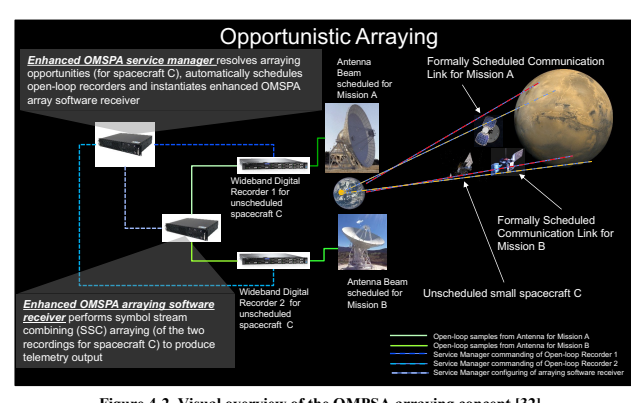 Opportunistic Arraying
Enhanced OMSPA service manager resolves arraying
opportunities (for spacecraft C), automatically schedules
open-loop recorders and instantiates enhanced OMSPA
array software receiver
Antenna
Beam
scheduled for
Mission A
Formally Scheduled Communication
Link for Mission A
Wideband Digital
Recorder 1 for
unscheduled
spacecraft C
Formally Scheduled
Communication Link for
Mission B
Unscheduled small spacecraft C
Wideband Digital
Recorder 2 for
unscheduled
spacecraft C
Antenna Beam
scheduled for
Mission B
Enhanced OMSPA arraying software
receiver performs symbol stream
combining (SSC) arraying (of the two
recordings for spacecraft C) to produce
telemetry output
Open-loop samples from Antenna for Mission A
Open-loop samples from Antenna for Mission B
Service Manager commanding of Open-loop Recorder 1
Service Manager commanding of Open-loop Recorder 2
Service Manager configuring of arraying software receiver
Figure 4-2. Visual overview of the OMPSA arraying concept [32]